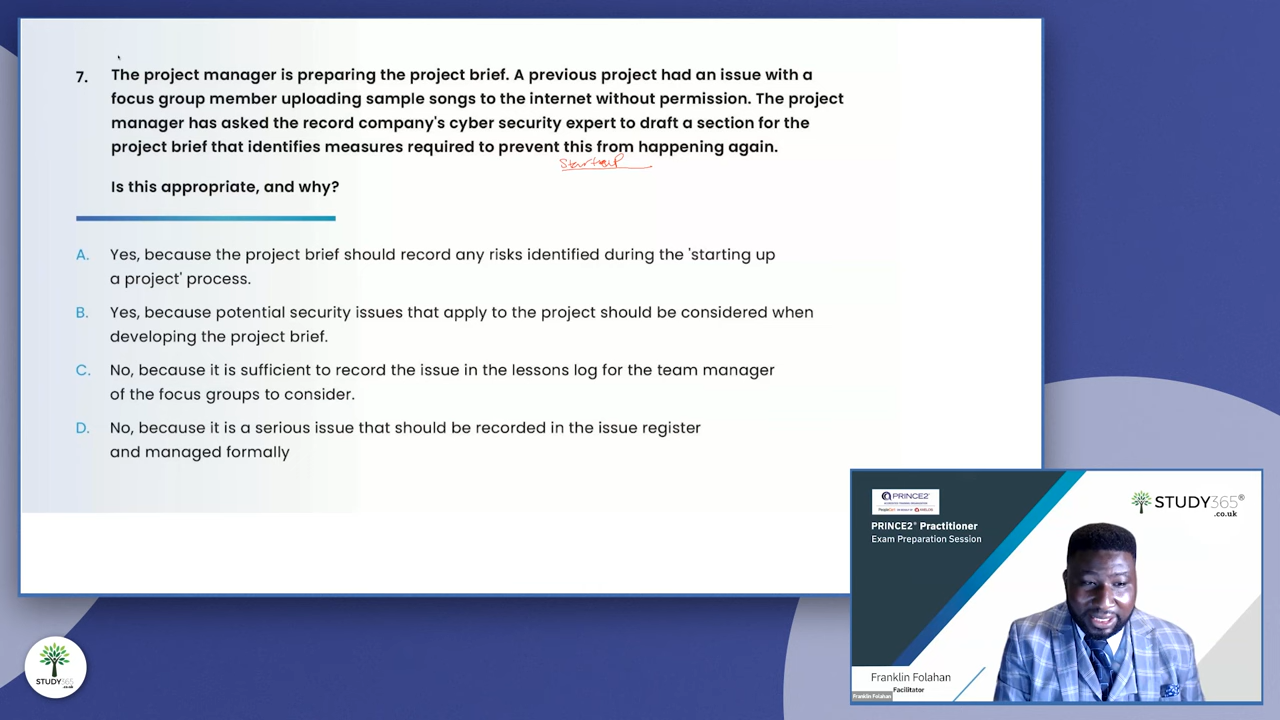 7. The project manager is preparing the project brief. A previous project had an issue with a
focus group member uploading sample songs to the internet without permission. The project
manager has asked the record company's cyber security expert to draft a section for the
project brief that identifies measures required to prevent this from happening again.
StartUP
Is this appropriate, and why?
A. Yes, because the project brief should record any risks identified during the 'starting up
a project' process.
B. Yes, because potential security issues that apply to the project should be considered when
developing the project brief.
C. No, because it is sufficient to record the issue in the lessons log for the team manager
of the focus groups to consider.
D. No, because it is a serious issue that should be recorded in the issue register
and managed formally
PRINCE2
PRINCE2® Practitioner
Exam Preparation Session
STUDY365®
.co.uk
Franklin Folahan
Facilitator
Franklin Folahan
STUDY365
.co.uk